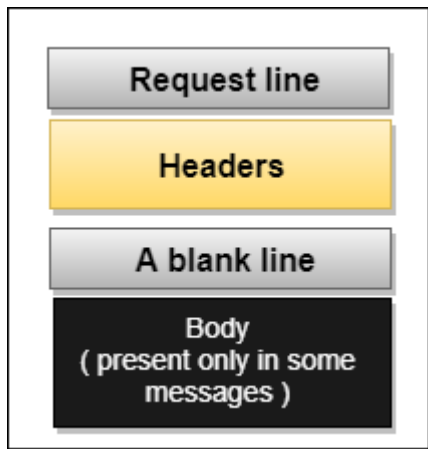 Request line
Headers
A blank line
Body
( present only in some
messages )